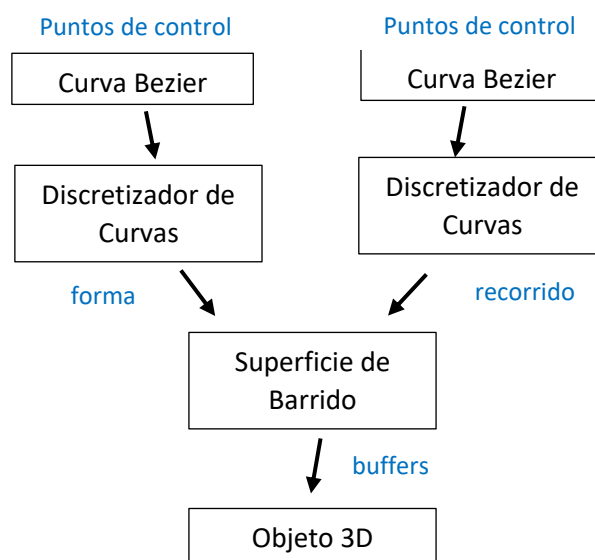 Puntos de control
Puntos de control
Curva Bezier
Curva Bezier
Discretizador de
Curvas
Discretizador de
Curvas
forma
recorrido
Superficie de
Barrido
buffers
Objeto 3D